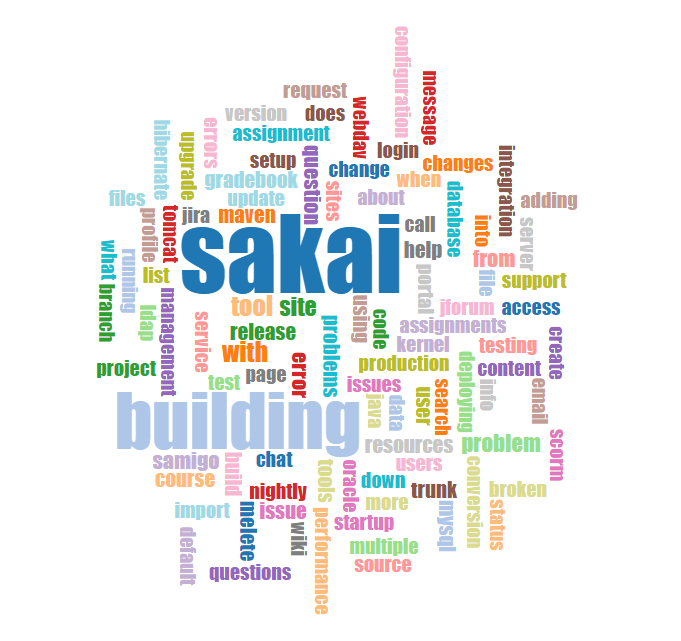 configuration
message
request
webdav
version
does
errors
assignment
hibernate
upgrade
login
question
integration
setup
change
changes
gradebook
when
sites
database
files
update
about
adding
profile
tomcat
jira
maven
sakai
call
into
server
what
running
help
from
list
portal
file
support
branch
management
ldap
tool
site
using
code
jforum
access
service
release
problems
assignments
create
with
kernel
testing
project
error
production
deploying
content
test
page
issues
info
email
java
data
user
search
building
scorm
resources
problem
samigo
build
chat
users
conversion
course
tools
oracle
down
nightly
trunk
broken
import
melete
issue
more
mysql
status
performance
startup
wiki
default
multiple
questions
source